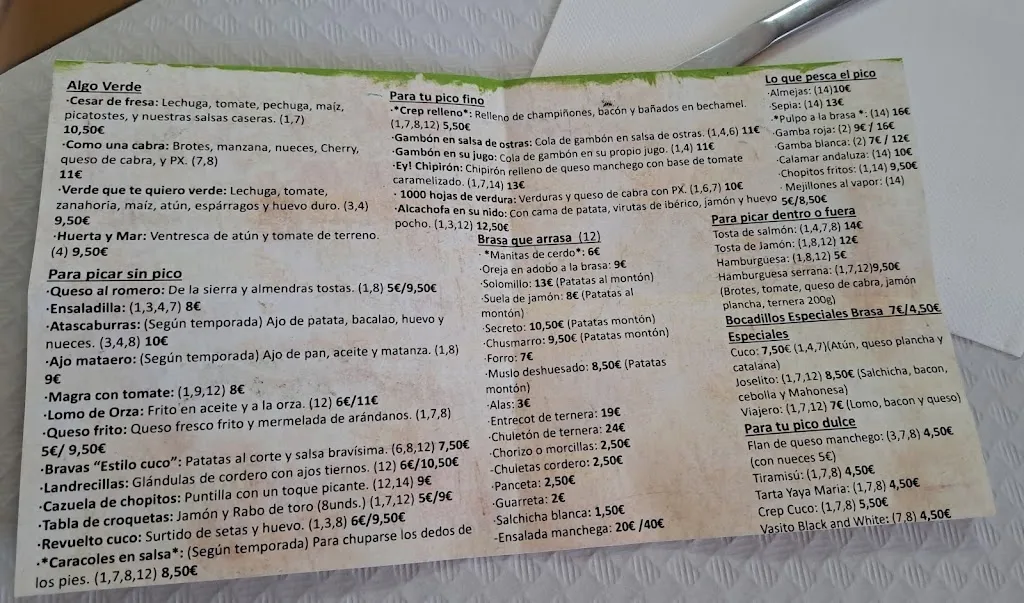 Algo Verde
·Cesar de fresa: Lechuga, tomate, pechuga, maíz,
picatostes, y nuestras salsas caseras. (1,7)
10,50€
·Como una cabra: Brotes, manzana, nueces, Cherry,
queso de cabra, y PX. (7,8)
11€
·Verde que te quiero verde: Lechuga, tomate,
zanahoria, maíz, atún, espárragos y huevo duro. (3,4)
9,50€
·Huerta y Mar: Ventresca de atún y tomate de terreno.
(4) 9,50€
Para picar sin pico
·Queso al romero: De la sierra y almendras tostas. (1,8) 5€/9,50€
·Ensaladilla: (1,3,4,7) 8€
·Atascaburras: (Según temporada) Ajo de patata, bacalao, huevo y
nueces. (3,4,8) 10€
·Ajo mataero: (Según temporada) Ajo de pan, aceite y matanza. (1,8)
9€
·Magra con tomate: (1,9,12) 8€
·Lomo de Orza: Frito en aceite y a la orza. (12) 6€/11€
·Queso frito: Queso fresco frito y mermelada de arándanos. (1,7,8)
5€/ 9,50€
·Bravas “Estilo cuco”: Patatas al corte y salsa bravísima. (6,8,12) 7,50€
·Landrecillas: Glándulas de cordero con ajos tiernos. (12) 6€/10,50€
·Cazuela de chopitos: Puntilla con un toque picante. (12,14) 9€
·Tabla de croquetas: Jamón y Rabo de toro (8unds.) (1,7,12) 5€/9€
·Revuelto cuco: Surtido de setas y huevo. (1,3,8) 6€/9,50€
·*Caracoles en salsa*: (Según temporada) Para chuparse los dedos de
los pies. (1,7,8,12) 8,50€
Para tu pico fino
·*Crep relleno*: Relleno de champiñones, bacón y bañados en bechamel.
(1,7,8,12) 5,50€
·Gambón en salsa de ostras: Cola de gambón en salsa de ostras. (1,4,6) 11€
·Gambón en su jugo: Cola de gambón en su propio jugo. (1,4) 11€
·Ey! Chipirón: Chipirón relleno de queso manchego con base de tomate
caramelizado. (1,7,14) 13€
· 1000 hojas de verdura: Verduras y queso de cabra con PX. (1,6,7) 10€
·Alcachofa en su nido: Con cama de patata, virutas de ibérico, jamón y huevo
pocho. (1,3,12) 12,50€
Brasa que arrasa (12)
· *Manitas de cerdo*: 6€
·Oreja en adobo a la brasa: 9€
·Solomillo: 13€ (Patatas al montón)
·Suela de jamón: 8€ (Patatas al
montón)
·Secreto: 10,50€ (Patatas montón)
·Chusmarro: 9,50€ (Patatas montón)
·Forro: 7€
·Muslo deshuesado: 8,50€ (Patatas
montón)
·Alas: 3€
·Entrecot de ternera: 19€
·Chuletón de ternera: 24€
·Chorizo o morcillas: 2,50€
-Chuletas cordero: 2,50€
·Panceta: 2,50€
·Guarreta: 2€
-Salchicha blanca: 1,50€
-Ensalada manchega: 20€ /40€
Lo que pesca el pico
·Almejas: (14)10€
·Sepia: (14) 13€
·*Pulpo a la brasa *: (14) 16€
·Gamba roja: (2) 9€ / 16€
·Gamba blanca: (2) 7€ / 12€
·Calamar andaluza: (14) 10€
·Chopitos fritos: (1,14) 9,50€
· Mejillones al vapor: (14)
5€/8,50€
Para picar dentro o fuera
Tosta de salmón: (1,4,7,8) 14€
Tosta de Jamón: (1,8,12) 12€
Hamburguesa: (1,8,12) 5€
Hamburguesa serrana: (1,7,12)9,50€
(Brotes, tomate, queso de cabra, jamón
plancha, ternera 200g)
Bocadillos Especiales Brasa 7€/4,50€
Especiales
Cuco: 7,50€ (1,4,7)(Atún, queso plancha y
catalana)
Joselito: (1,7,12) 8,50€ (Salchicha, bacon,
cebolla y Mahonesa)
Viajero: (1,7,12) 7€ (Lomo, bacon y queso)
Para tu pico dulce
Flan de queso manchego: (3,7,8) 4,50€
(con nueces 5€)
Tiramisú: (1,7,8) 4,50€
Tarta Yaya Maria: (1,7,8) 4,50€
Crep Cuco: (1,7,8) 5,50€
Vasito Black and White: (7,8) 4,50€